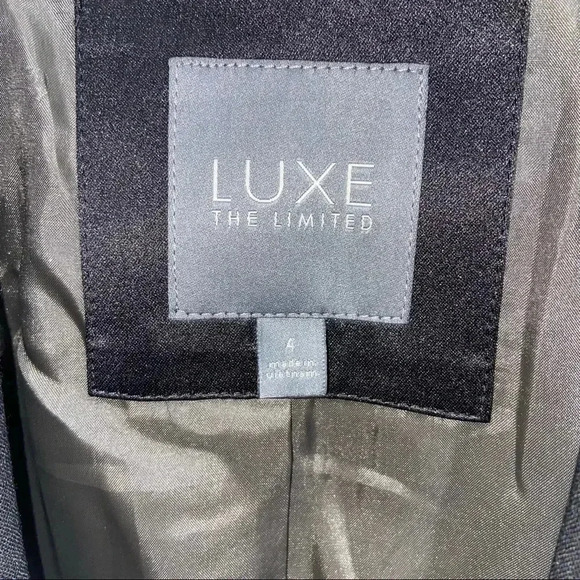 LUXE
THE LIMITED
4
made in
vietnam